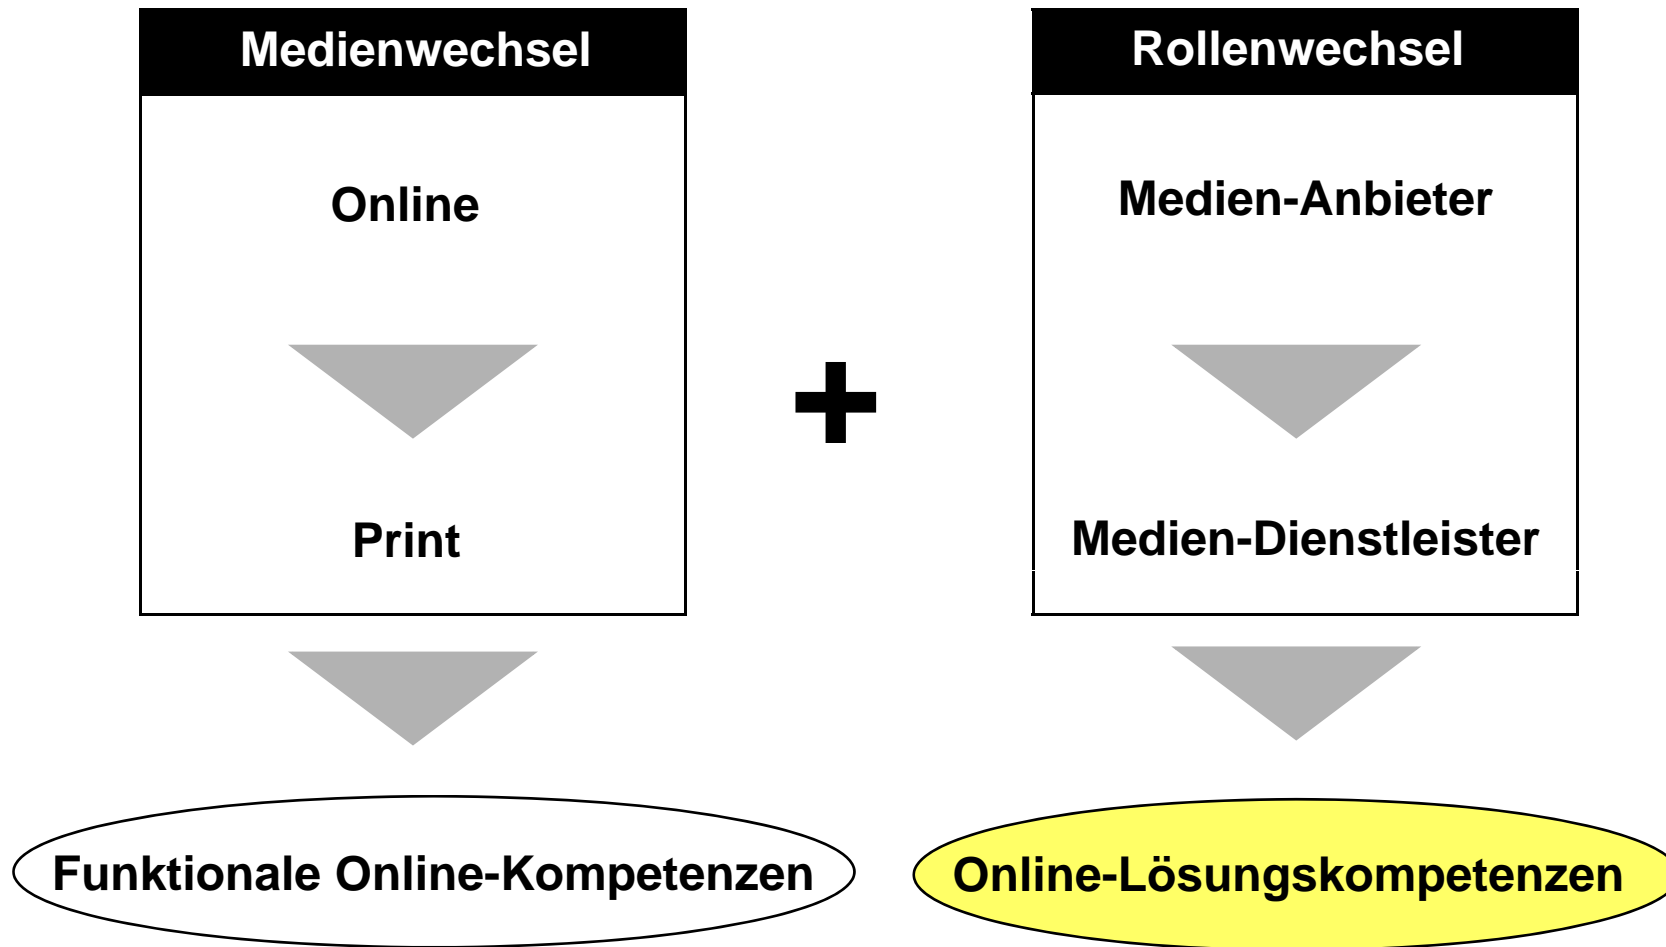 Medienwechsel
Online
Print
Funktionale Online-Kompetenzen
+
Rollenwechsel
Medien-Anbieter
Medien-Dienstleister
Online-Lösungskompetenzen